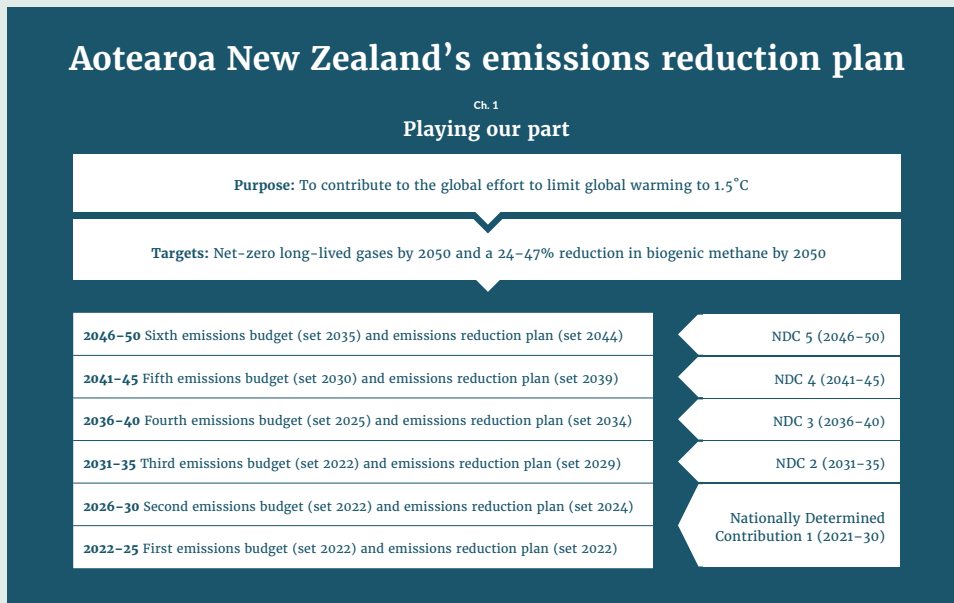 Aotearoa New Zealand’s emissions reduction plan
Ch. 1
Playing our part
Purpose: To contribute to the global effort to limit global warming to 1.5˚C
Targets: Net-zero long-lived gases by 2050 and a 24–47% reduction in biogenic methane by 2050
2046–50 Sixth emissions budget (set 2035) and emissions reduction plan (set 2044)
NDC 5 (2046–50)
2041–45 Fifth emissions budget (set 2030) and emissions reduction plan (set 2039)
NDC 4 (2041–45)
2036–40 Fourth emissions budget (set 2025) and emissions reduction plan (set 2034)
NDC 3 (2036–40)
2031–35 Third emissions budget (set 2022) and emissions reduction plan (set 2029)
NDC 2 (2031–35)
2026–30 Second emissions budget (set 2022) and emissions reduction plan (set 2024)
2022–25 First emissions budget (set 2022) and emissions reduction plan (set 2022)
Nationally Determined
Contribution 1 (2021–30)